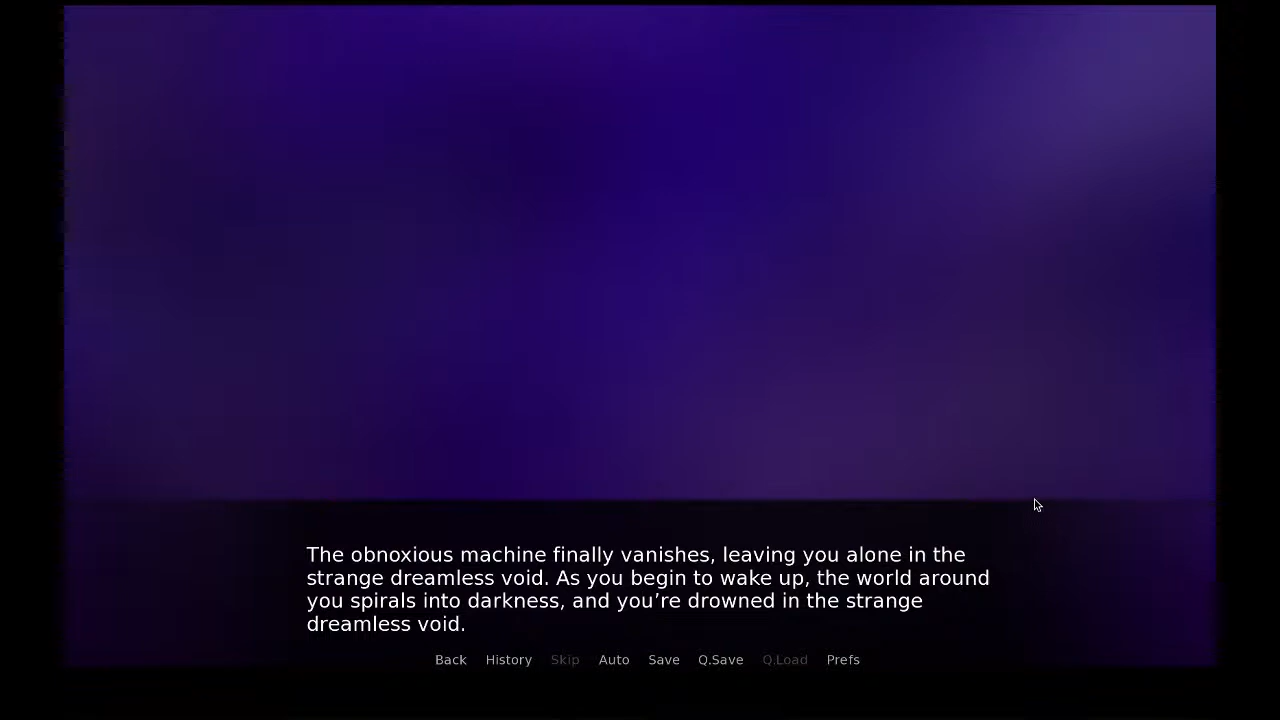 The obnoxious machine finally vanishes, leaving you alone in the
strange dreamless void. As you begin to wake up, the world around
you spirals into darkness, and you’re drowned in the strange
dreamless void.
Back History Skip Auto Save Q.Save Q.Load Prefs